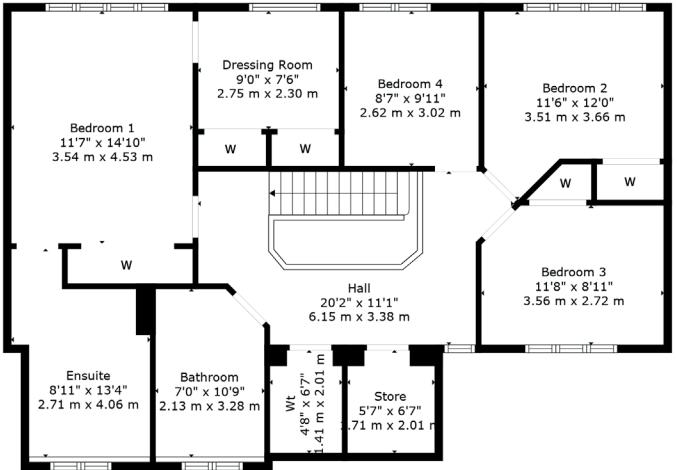 Dressing Room
9'0" x 7'6"
2.75 m x 2.30 m
Bedroom 4
8'7" x 9'11"
2.62 m x 3.02 m
Bedroom 2
11'6" x 12'0"
3.51 m x 3.66 m
Bedroom 1
11'7" x 14'10"
3.54 m x 4.53 m
W
W
W
W
W
Hall
20'2" x 11'1"
6.15 m x 3.38 m
Bedroom 3
11'8" x 8'11"
3.56 m x 2.72 m
Ensuite
8'11" x 13'4"
2.71 m x 4.06 m
Bathroom
7'0" x 10'9"
2.13 m x 3.28 m
Wt
4'8" x 6'7"
1.41 m x 2.01 m
Store
5'7" x 6'7"
.71 m x 2.01 m